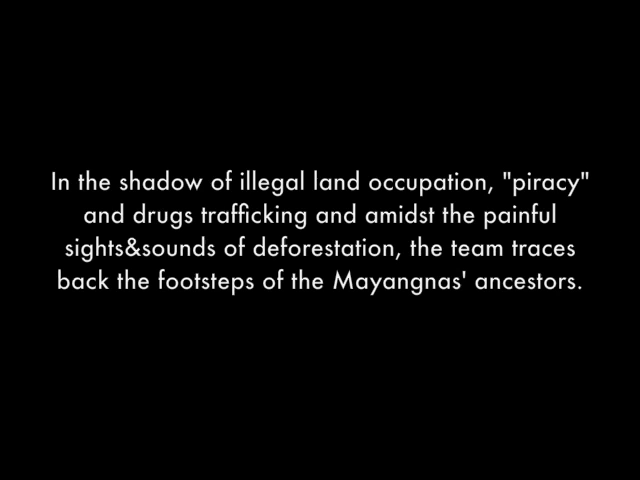 In the shadow of illegal land occupation, "piracy"
and drugs trafficking and amidst the painful
sights&sounds of deforestation, the team traces
back the footsteps of the Mayangnas' ancestors.